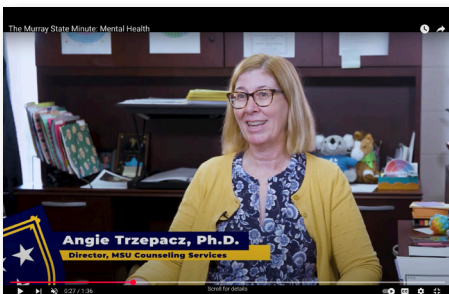 The Murray State Minute: Mental Health
Angie Trzepacz, Ph.D.
Director, MSU Counseling Services
0:27 / 1:36
Scroll for details